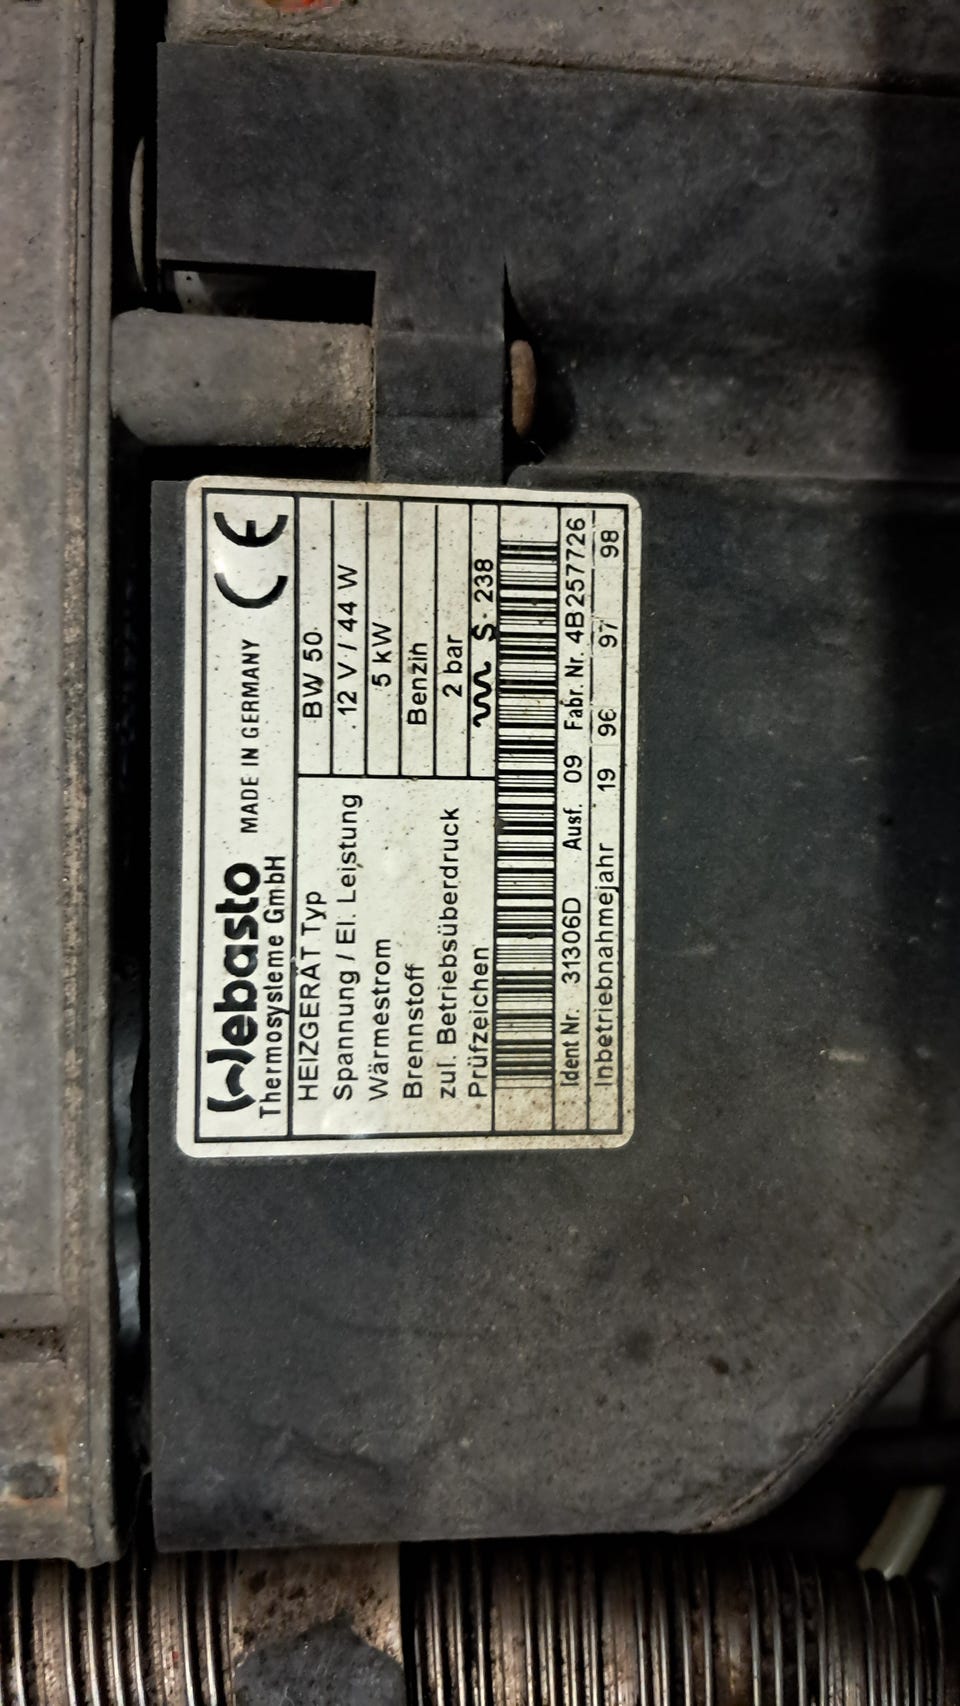 Webasto MADE IN GERMANY CE
Thermosysteme GmbH
HEIZGERÄT Typ BW 50
Spannung / El. Leistung 12 V / 44 W
Wärmestrom 5 kW
Brennstoff Benzin
zul. Betriebsüberdruck 2 bar
Prüfzeichen ~ S 238
Ident Nr. 31306D Ausf. 09 Fabr. Nr. 4B257726
Inbetriebnahmejahr 19 96 97 98